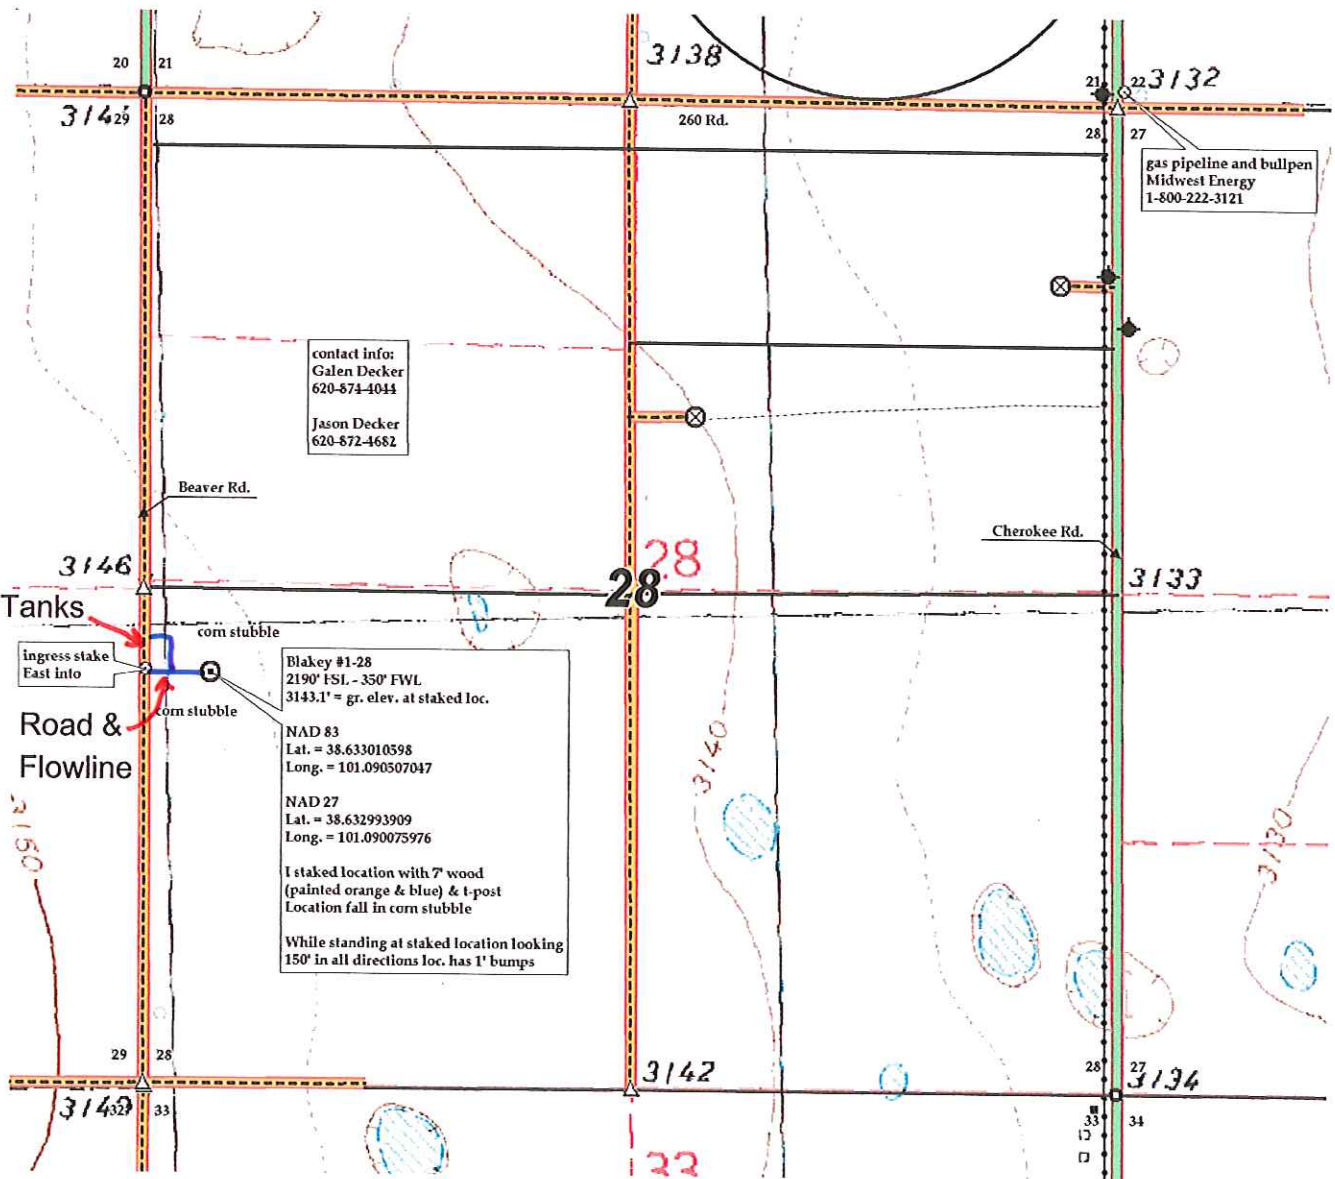 3138
20 21
21 22 3132
29 28
260 Rd.
28 27
gas pipeline and bullpen
Midwest Energy
1-800-222-3121
contact info:
Galen Decker
620-874-4044
Jason Decker
620-872-4682
Beaver Rd.
Cherokee Rd.
3146
28
28
3133
Tanks
corn stubble
ingress stake
East into
corn stubble
Road &
Flowline
Blakey #1-28
2190' FSL - 350' FWL
3143.1' = gr. elev. at staked loc.
NAD 83
Lat. = 38.633010598
Long. = 101.090507047
NAD 27
Lat. = 38.632993909
Long. = 101.090075976
I staked location with 7' wood
(painted orange & blue) & t-post
Location fall in corn stubble
While standing at staked location looking
150' in all directions loc. has 1' bumps
3140
3130
29 28
3142
28 27
3134
33
33 34
33